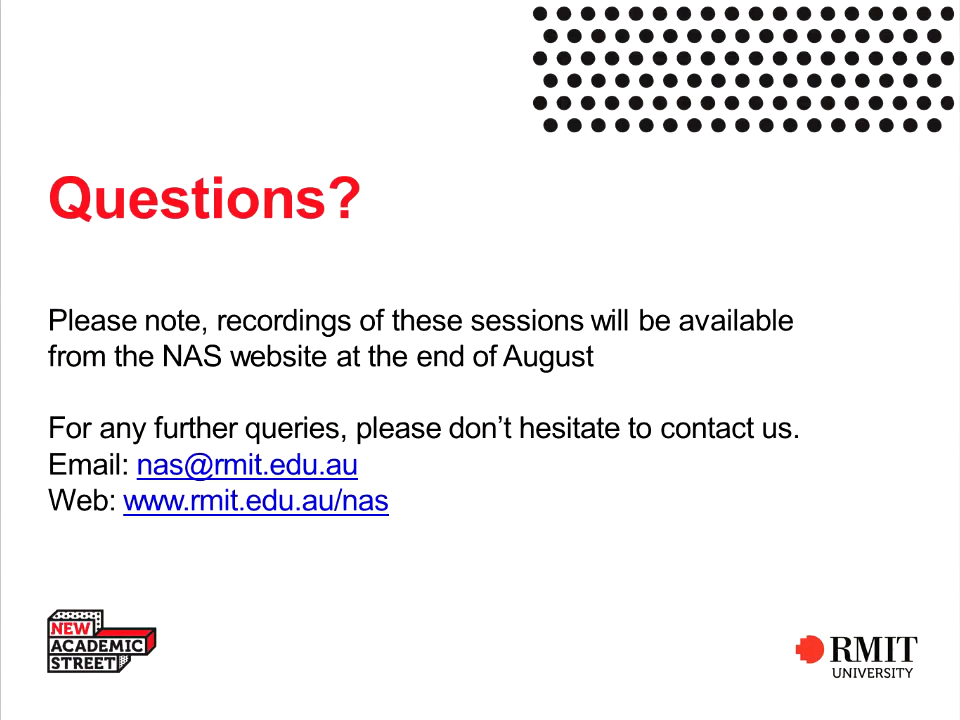 Questions?
Please note, recordings of these sessions will be available
from the NAS website at the end of August
For any further queries, please don’t hesitate to contact us.
Email: nas@rmit.edu.au
Web: www.rmit.edu.au/nas
NEW
ACADEMIC
STREET
RMIT
UNIVERSITY